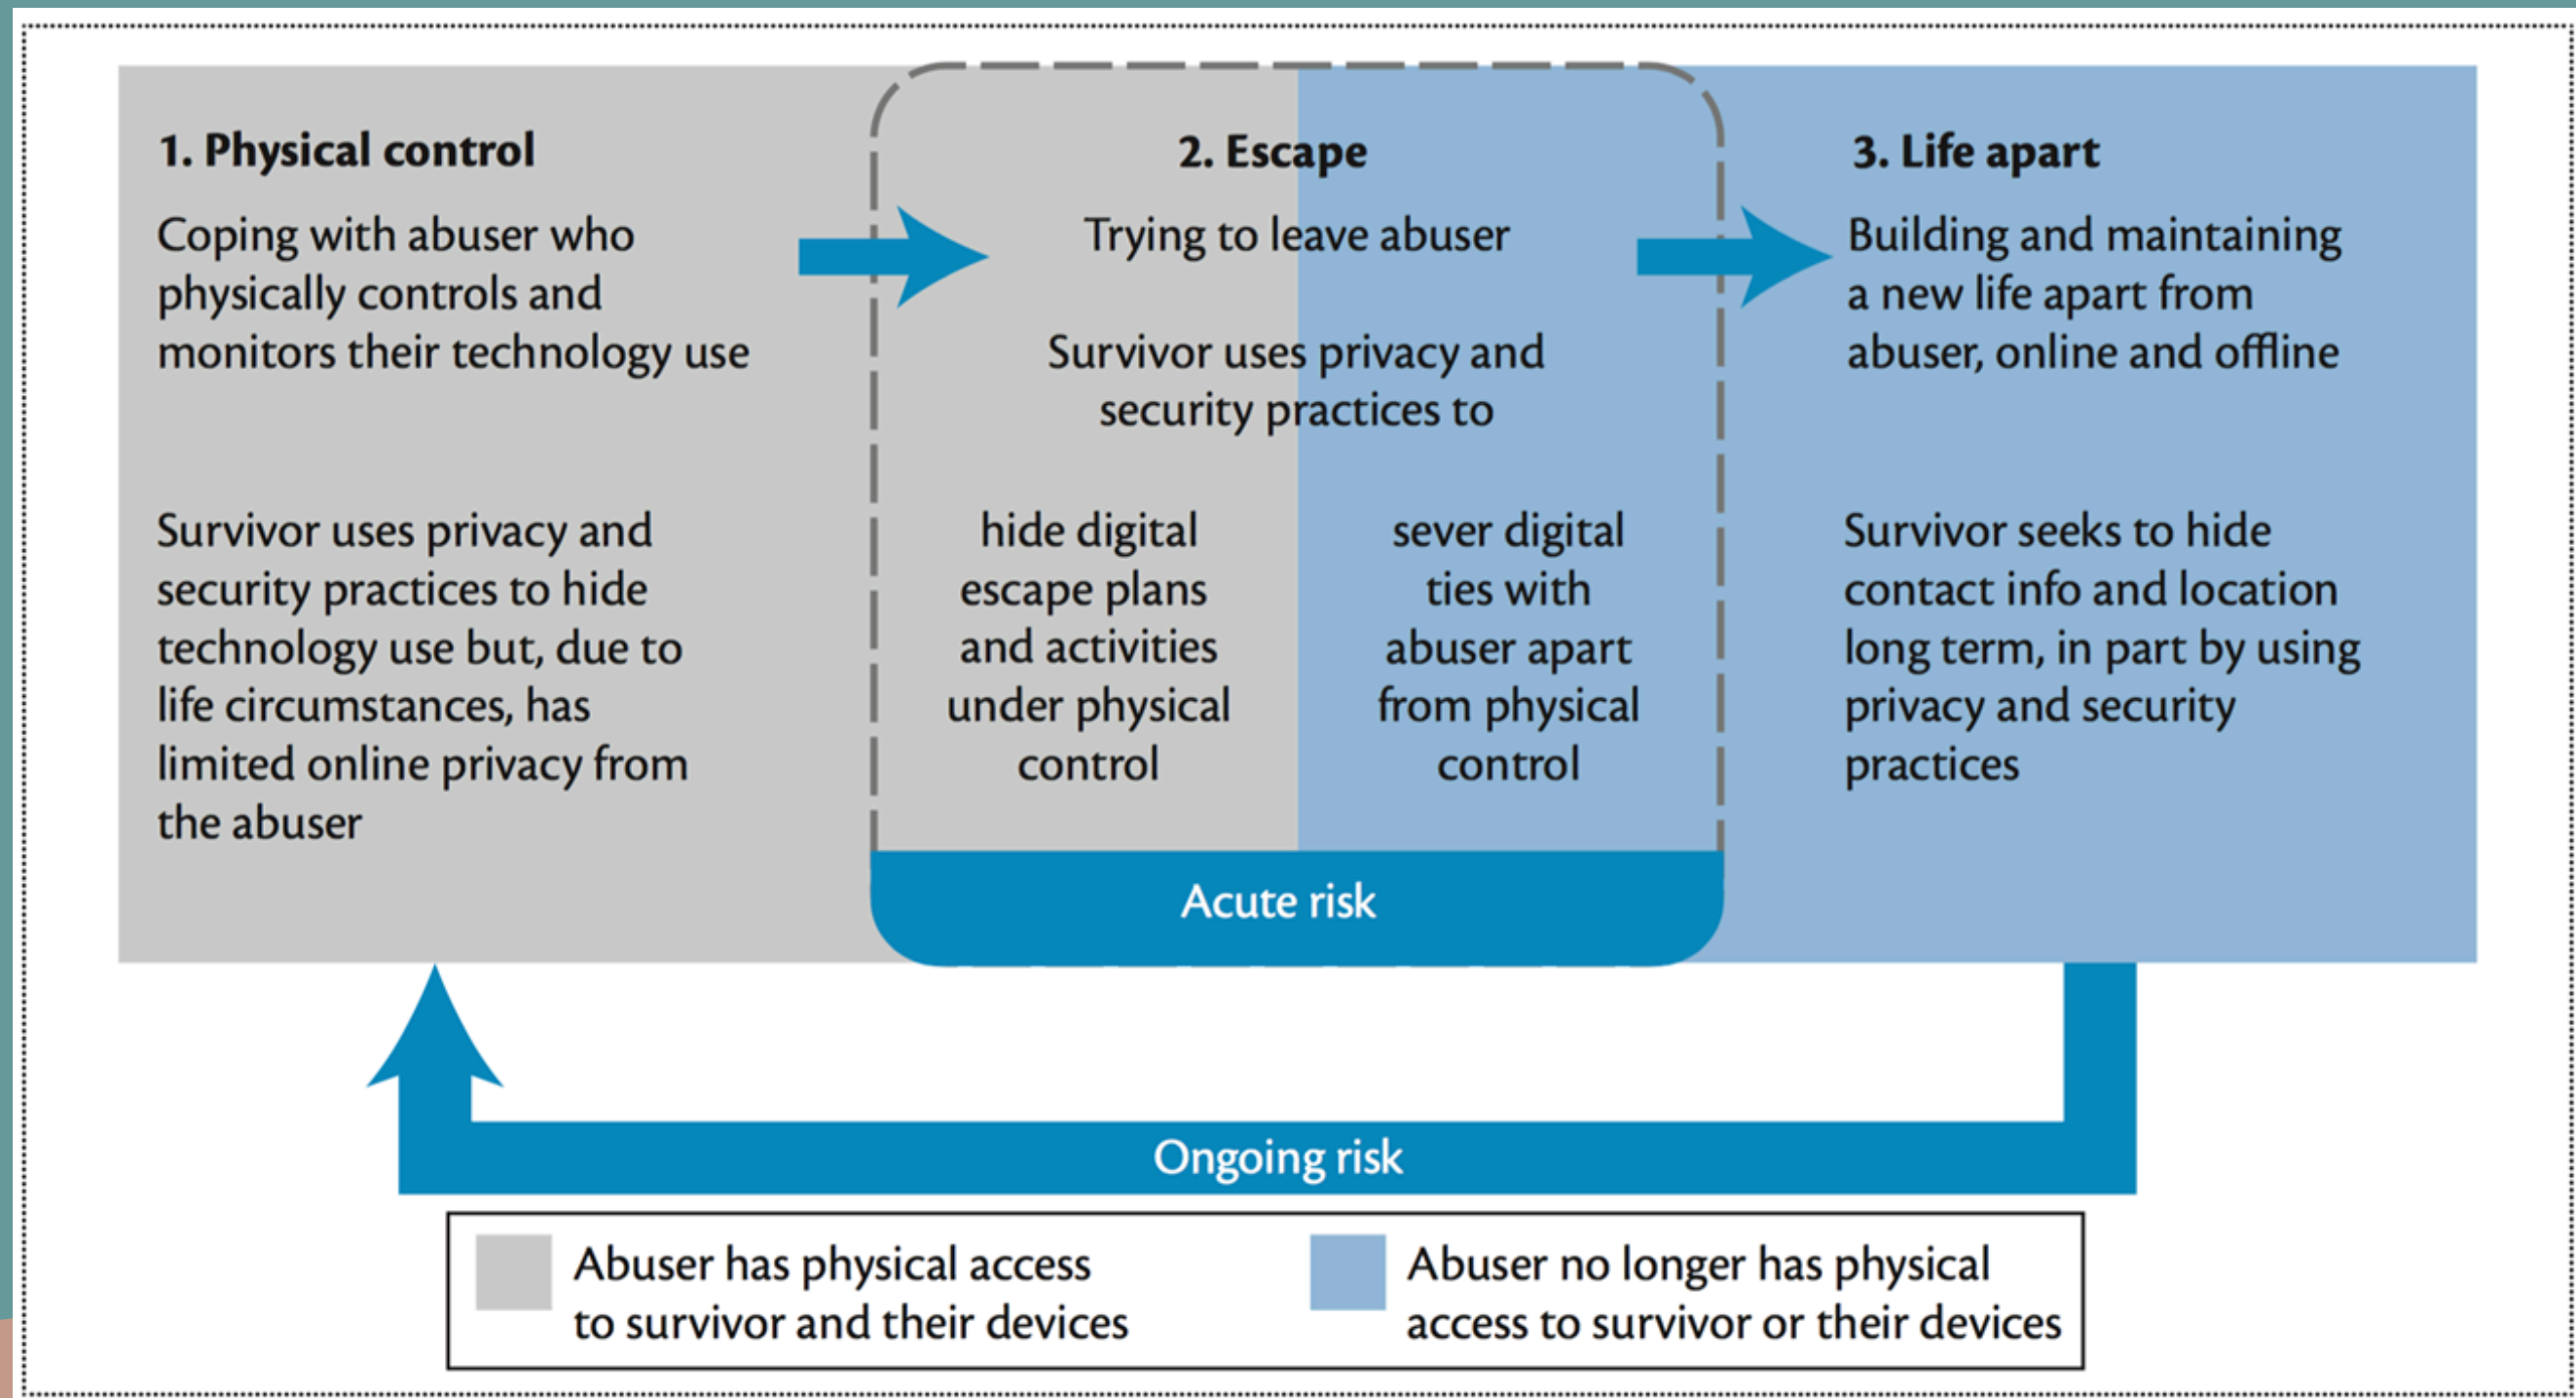 1. Physical control
Coping with abuser who
physically controls and
monitors their technology use
Survivor uses privacy and
security practices to hide
technology use but, due to
life circumstances, has
limited online privacy from
the abuser
2. Escape
Trying to leave abuser
Survivor uses privacy and
security practices to
hide digital
escape plans
and activities
under physical
control
sever digital
ties with
abuser apart
from physical
control
Acute risk
3. Life apart
Building and maintaining
a new life apart from
abuser, online and offline
Survivor seeks to hide
contact info and location
long term, in part by using
privacy and security
practices
Ongoing risk
Abuser has physical access
to survivor and their devices
Abuser no longer has physical
access to survivor or their devices